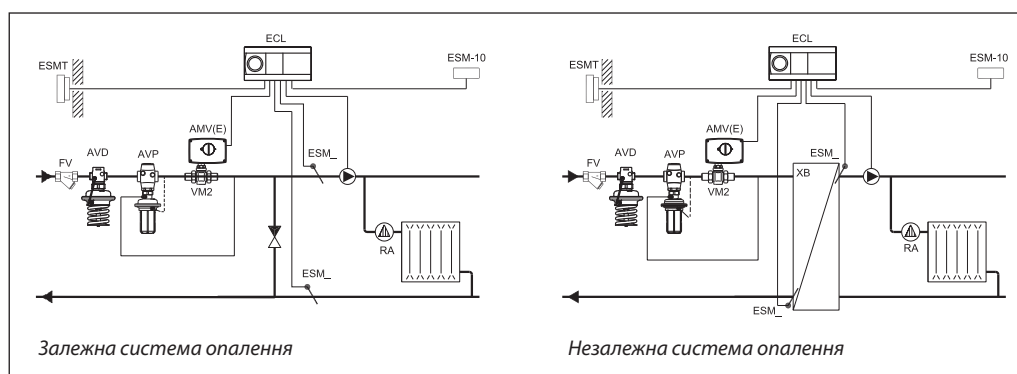 ECL
ESMT
ESM-10
AMV(E)
FV
AVD
AVP
ESM_
VM2
RA
ESM_
Залежна система опалення
ECL
ESMT
ESM-10
AMV(E)
FV
AVD
AVP
ESM_
VM2
XB
RA
ESM_
Незалежна система опалення